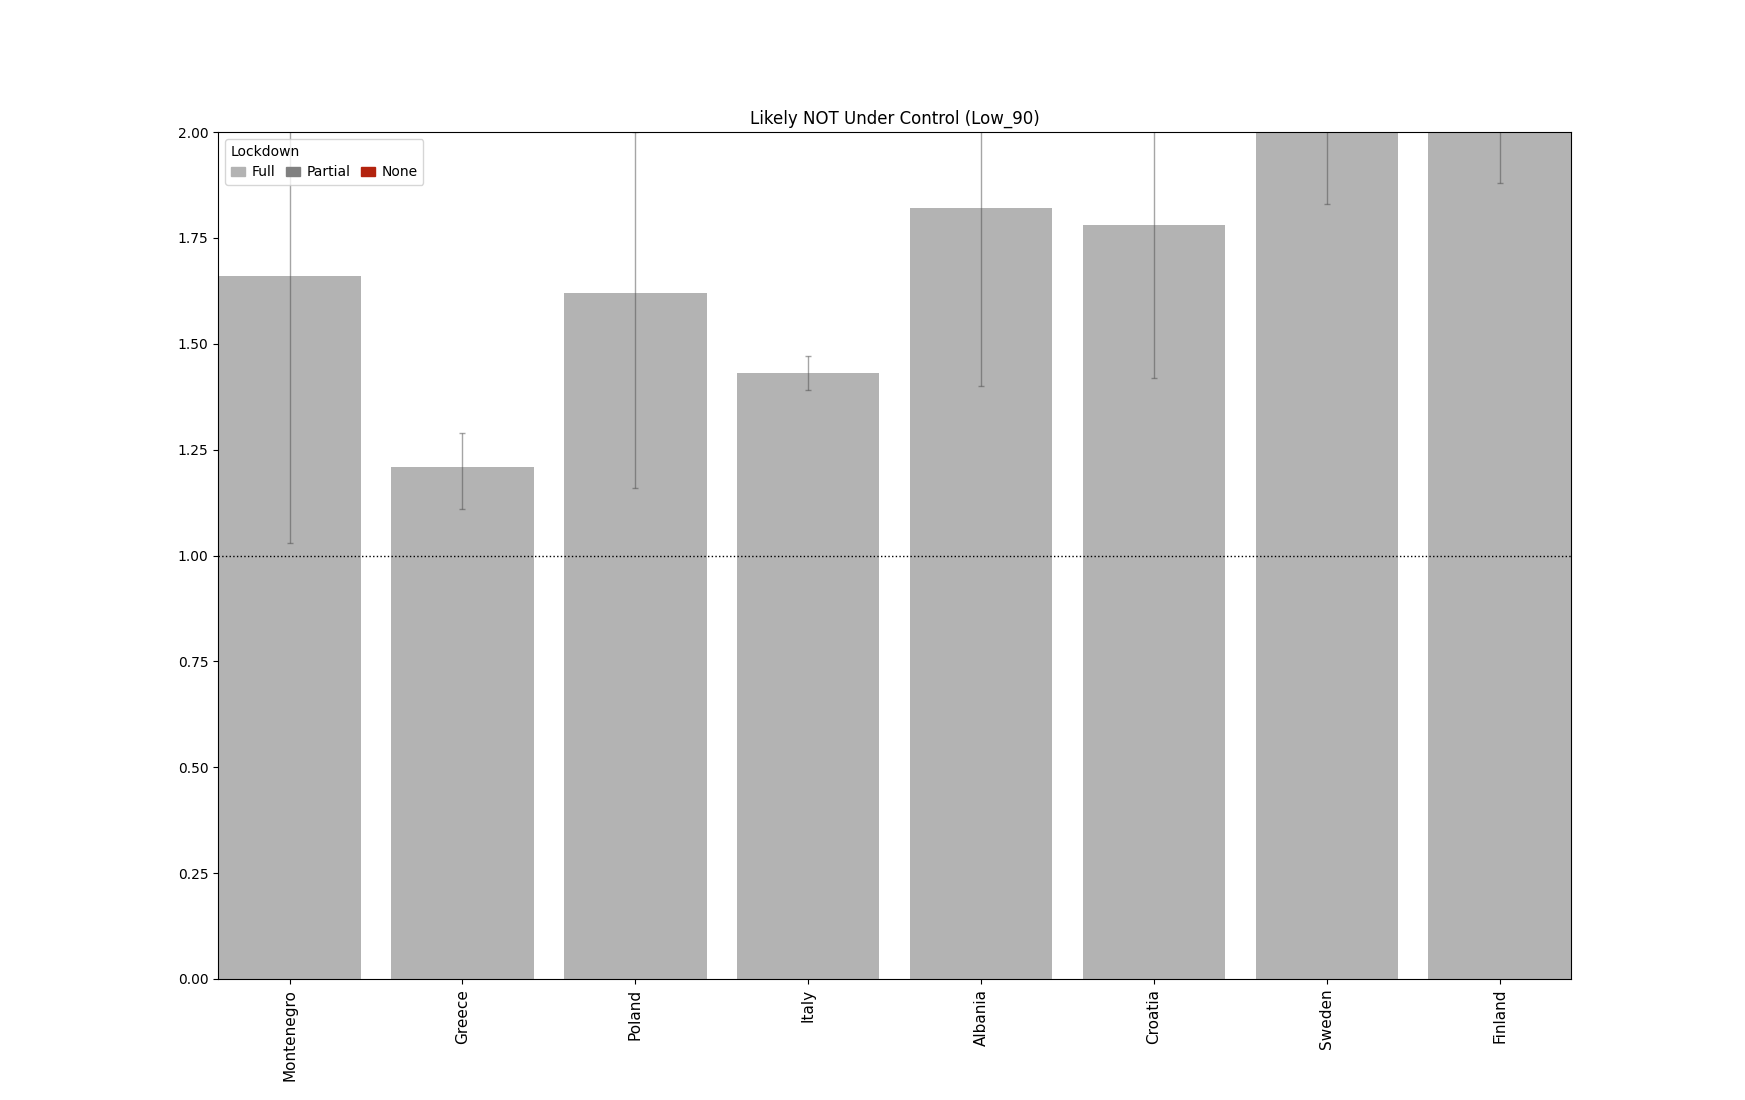 Likely NOT Under Control (Low_90)
2.00
Lockdown
Full Partial None
1.75
1.50
1.25
1.00
0.75
0.50
0.25
0.00
Montenegro
Greece
Poland
Italy
Albania
Croatia
Sweden
Finland